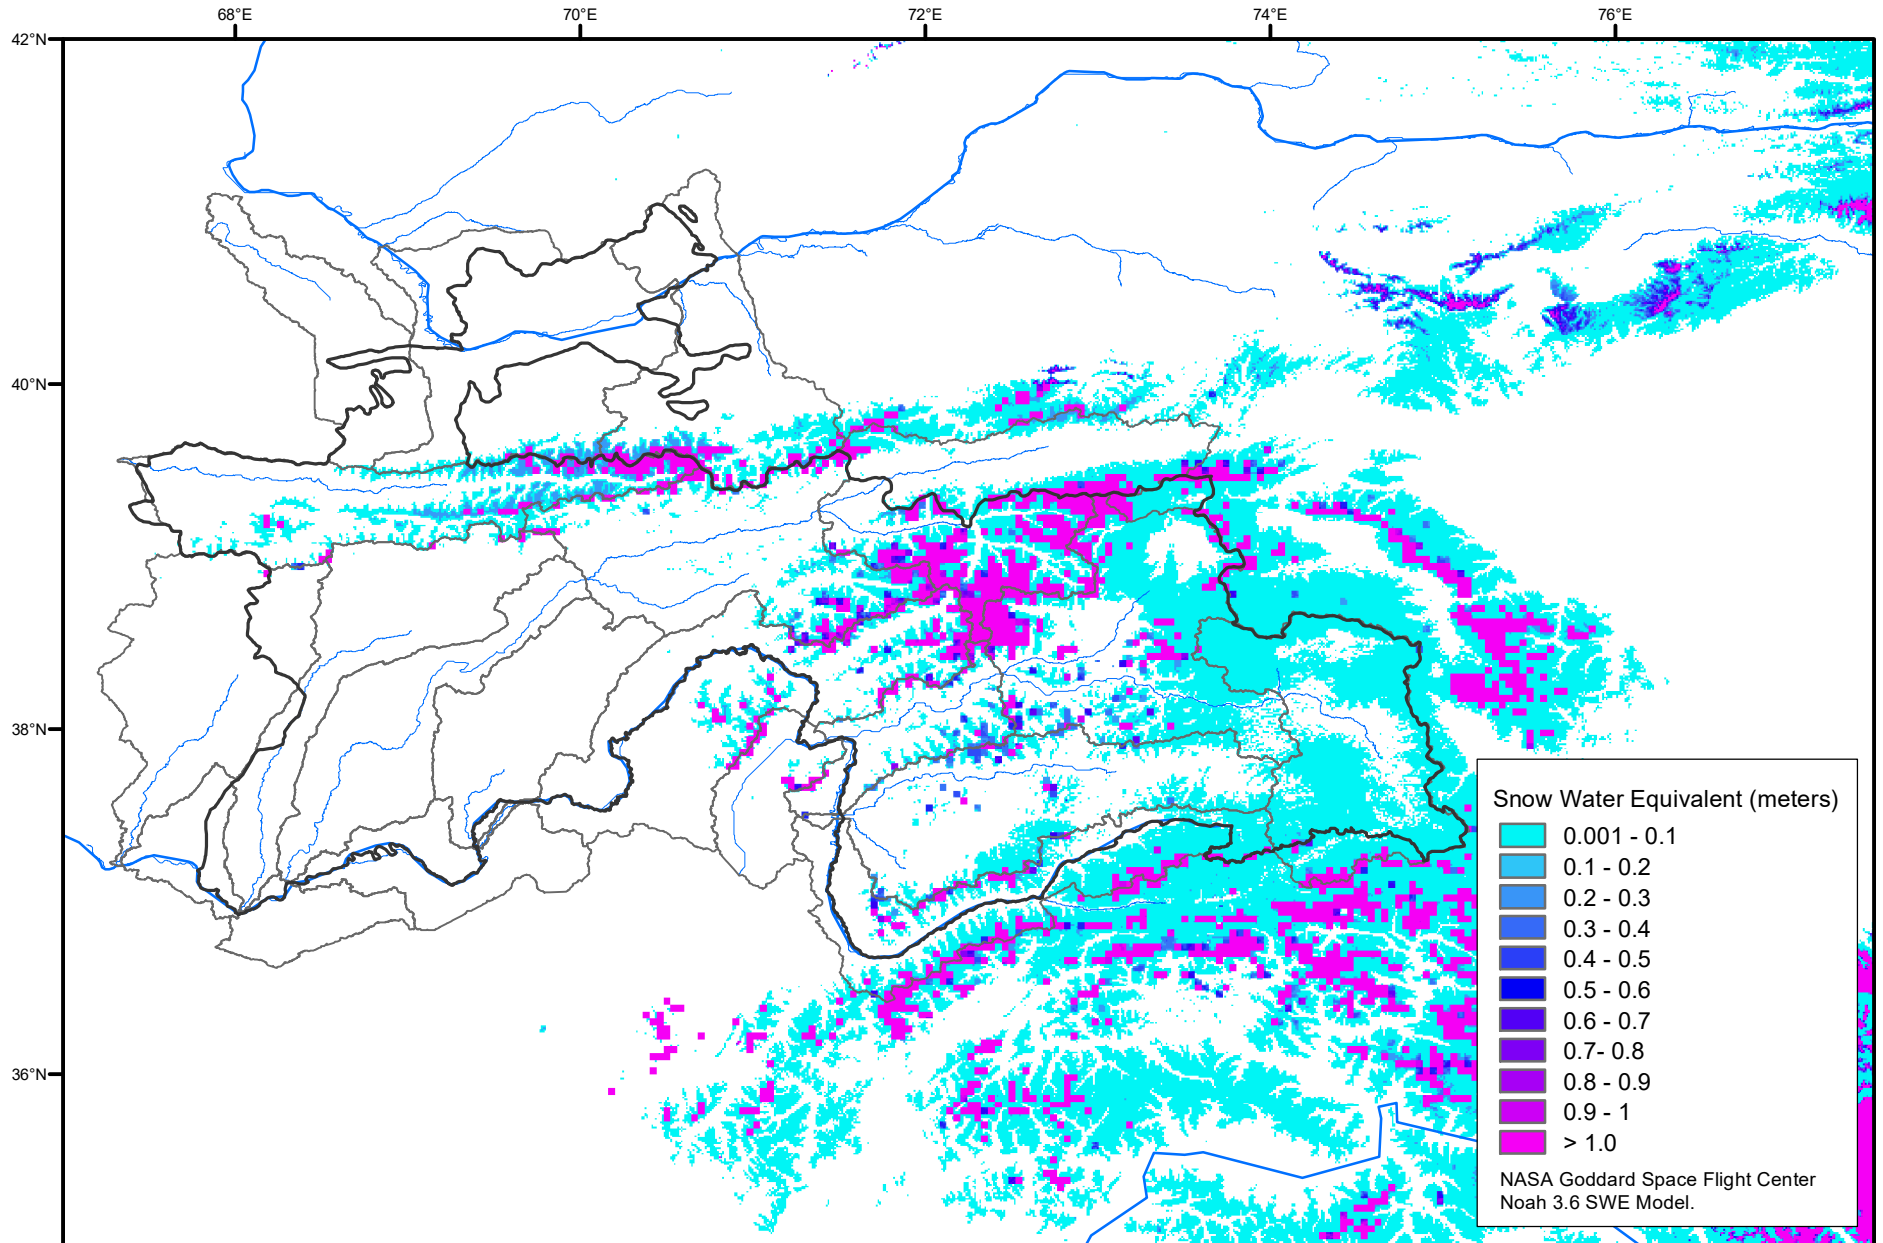 68°E 70°E 72°E 74°E 76°E
42°N
40°N
38°N
36°N
Snow Water Equivalent (meters)
0.001 - 0.1
0.1 - 0.2
0.2 - 0.3
0.3 - 0.4
0.4 - 0.5
0.5 - 0.6
0.6 - 0.7
0.7- 0.8
0.8 - 0.9
0.9 - 1
> 1.0
NASA Goddard Space Flight Center
Noah 3.6 SWE Model.